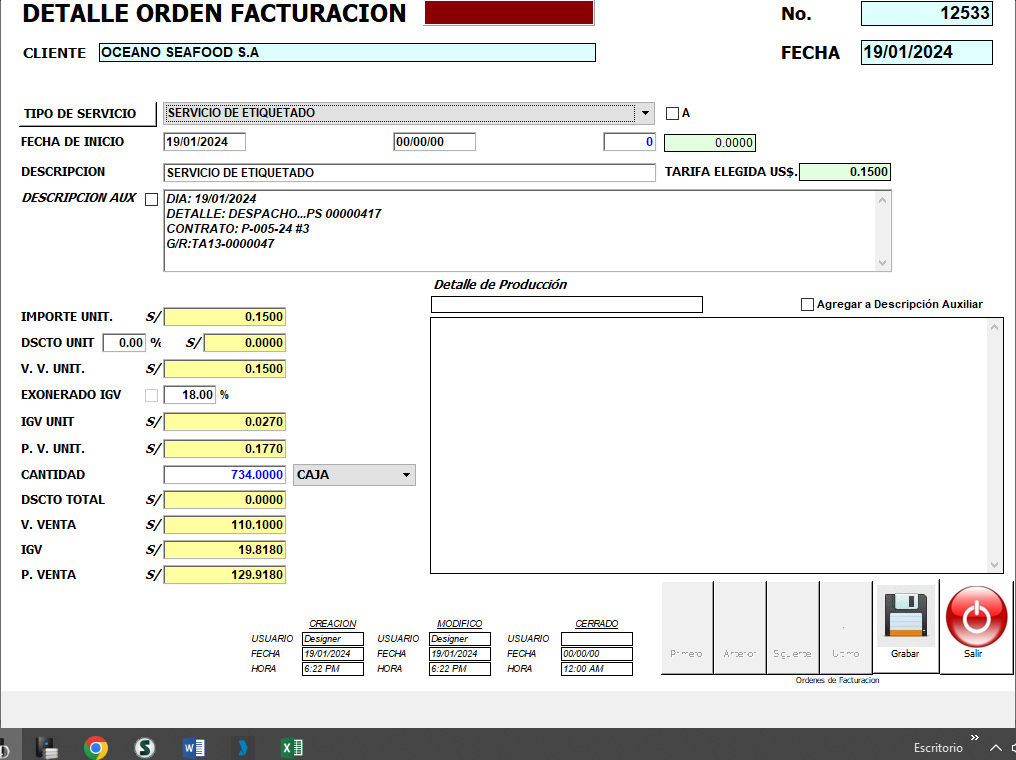 DETALLE ORDEN FACTURACION
No. 12533
CLIENTE OCEANO SEAFOOD S.A
FECHA 19/01/2024
TIPO DE SERVICIO SERVICIO DE ETIQUETADO A
FECHA DE INICIO 19/01/2024 00/00/00 0 0.0000
DESCRIPCION SERVICIO DE ETIQUETADO TARIFA ELEGIDA US$. 0.1500
DESCRIPCION AUX
DIA: 19/01/2024
DETALLE: DESPACHO...PS 00000417
CONTRATO: P-005-24 #3
G/R:TA13-0000047
Detalle de Producción
Agregar a Descripción Auxiliar
IMPORTE UNIT. S/ 0.1500
DSCTO UNIT 0.00 % S/ 0.0000
V. V. UNIT. S/ 0.1500
EXONERADO IGV 18.00 %
IGV UNIT S/ 0.0270
P. V. UNIT. S/ 0.1770
CANTIDAD 734.0000 CAJA
DSCTO TOTAL S/ 0.0000
V. VENTA S/ 110.1000
IGV S/ 19.8180
P. VENTA S/ 129.9180
CREACION MODIFICO CERRADO
USUARIO Designer USUARIO Designer USUARIO
FECHA 19/01/2024 FECHA 19/01/2024 FECHA 00/00/00
HORA 6:22 PM HORA 6:22 PM HORA 12:00 AM
Primero Anterior Siguiente Ultimo Grabar Salir
Ordenes de Facturacion
Escritorio